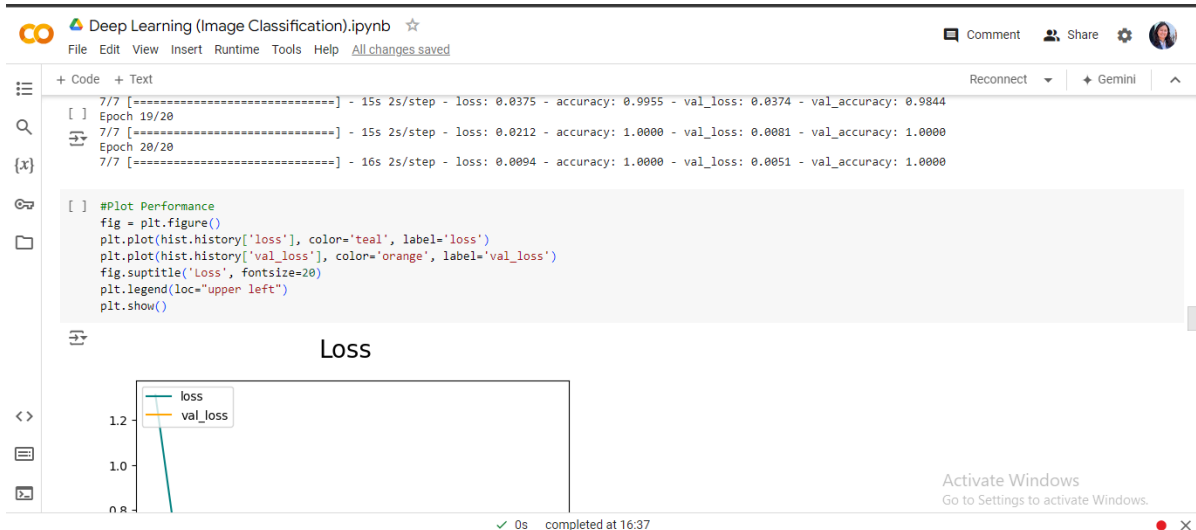 Deep Learning (Image Classification).ipynb
File Edit View Insert Runtime Tools Help All changes saved
Comment Share
+ Code + Text
Reconnect Gemini
7/7 [==============================] - 15s 2s/step - loss: 0.0375 - accuracy: 0.9955 - val_loss: 0.0374 - val_accuracy: 0.9844
[ ] Epoch 19/20
7/7 [==============================] - 15s 2s/step - loss: 0.0212 - accuracy: 1.0000 - val_loss: 0.0081 - val_accuracy: 1.0000
Epoch 20/20
7/7 [==============================] - 16s 2s/step - loss: 0.0094 - accuracy: 1.0000 - val_loss: 0.0051 - val_accuracy: 1.0000
{x}
[ ] #Plot Performance
fig = plt.figure()
plt.plot(hist.history['loss'], color='teal', label='loss')
plt.plot(hist.history['val_loss'], color='orange', label='val_loss')
fig.suptitle('Loss', fontsize=20)
plt.legend(loc="upper left")
plt.show()
Loss
loss
val_loss
1.2
1.0
0.8
Activate Windows
Go to Settings to activate Windows.
0s completed at 16:37